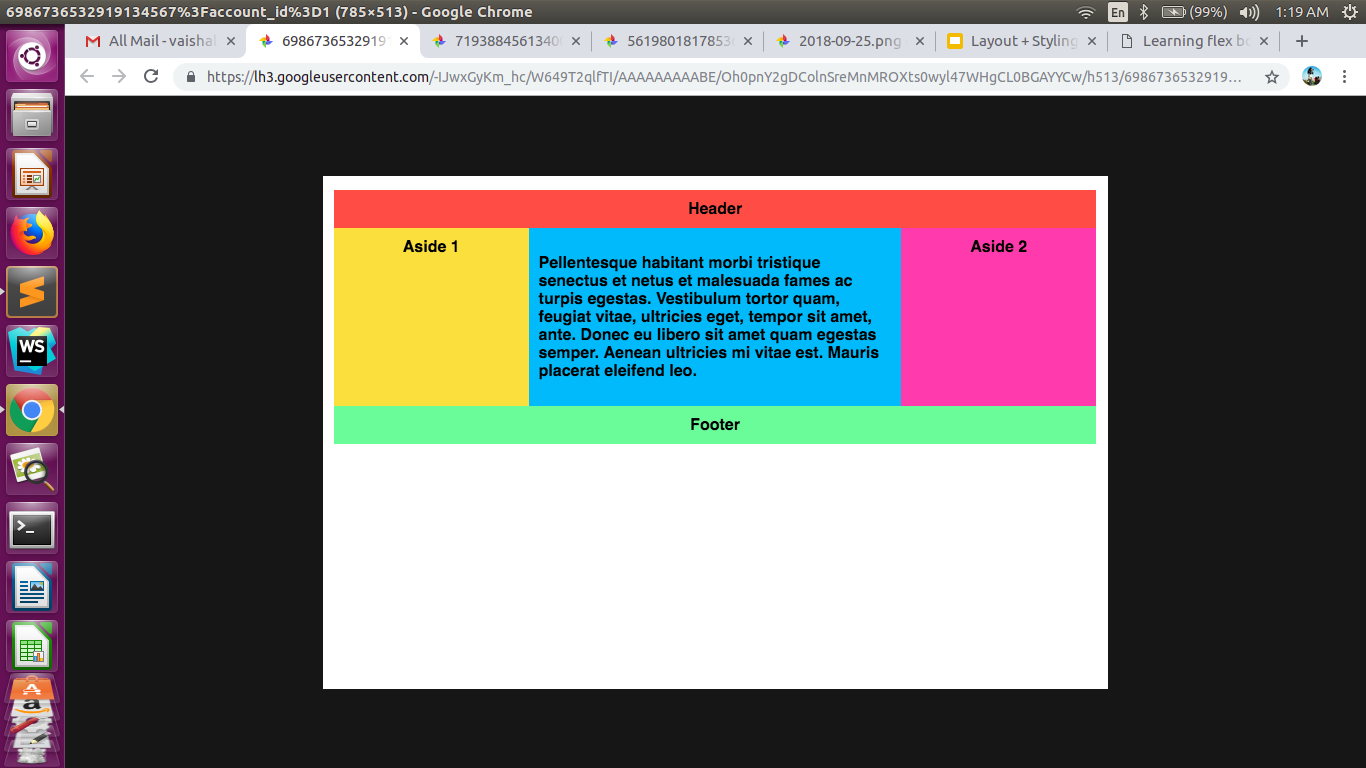 6986736532919134567%3Faccount_id%3D1 (785×513) - Google Chrome
En
(99%)
1:19 AM
All Mail - vaisha
6986736532919
7193884561340
5619801817853
2018-09-25.png
Layout + Styling
Learning flex bo
https://lh3.googleusercontent.com/-IJwxGyKm_hc/W649T2qlfTI/AAAAAAAAABE/Oh0pnY2gDColnSreMnMROXts0wyl47WHgCL0BGAYYCw/h513/6986736532919…
WS
Header
Aside 1
Aside 2
Pellentesque habitant morbi tristique
senectus et netus et malesuada fames ac
turpis egestas. Vestibulum tortor quam,
feugiat vitae, ultricies eget, tempor sit amet,
ante. Donec eu libero sit amet quam egestas
semper. Aenean ultricies mi vitae est. Mauris
placerat eleifend leo.
Footer